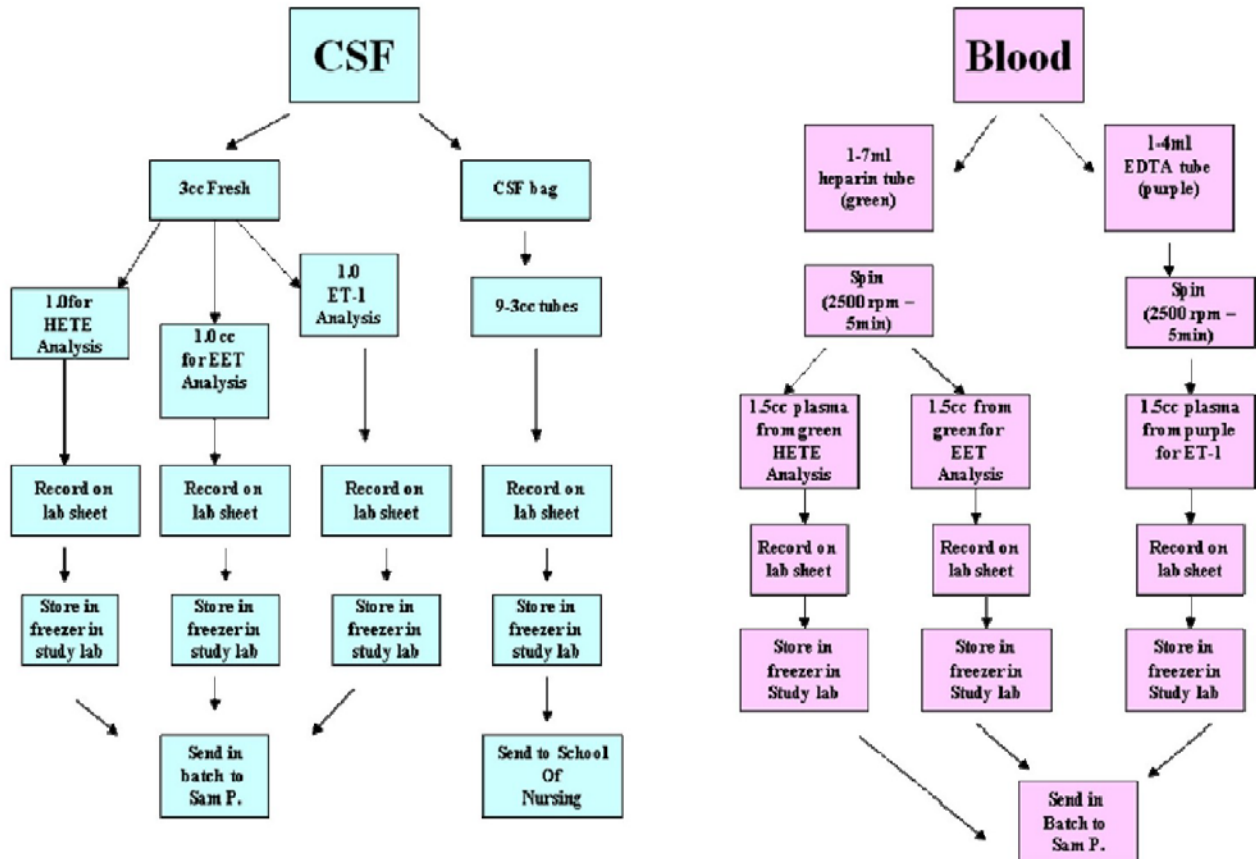 CSF
3cc Fresh
CSF bag
1.0 for
HETE
Analysis
1.0 cc
for EET
Analysis
1.0
ET-1
Analysis
9-3cc tubes
Record on
lab sheet
Record on
lab sheet
Record on
lab sheet
Record on
lab sheet
Store in
freezer in
study lab
Store in
freezer in
study lab
Store in
freezer in
study lab
Store in
freezer in
study lab
Send in
batch to
Sam P.
Send to School
Of
Nursing
Blood
1-7ml
heparin tube
(green)
1-4ml
EDTA tube
(purple)
Spin
(2500 rpm –
5min)
Spin
(2500 rpm –
5min)
1.5cc plasma
from green
HETE
Analysis
1.5cc from
green for
EET
Analysis
1.5cc plasma
from purple
for ET-1
Record on
lab sheet
Record on
lab sheet
Record on
lab sheet
Store in
freezer in
Study lab
Store in
freezer in
Study lab
Store in
freezer in
Study lab
Send in
Batch to
Sam P.